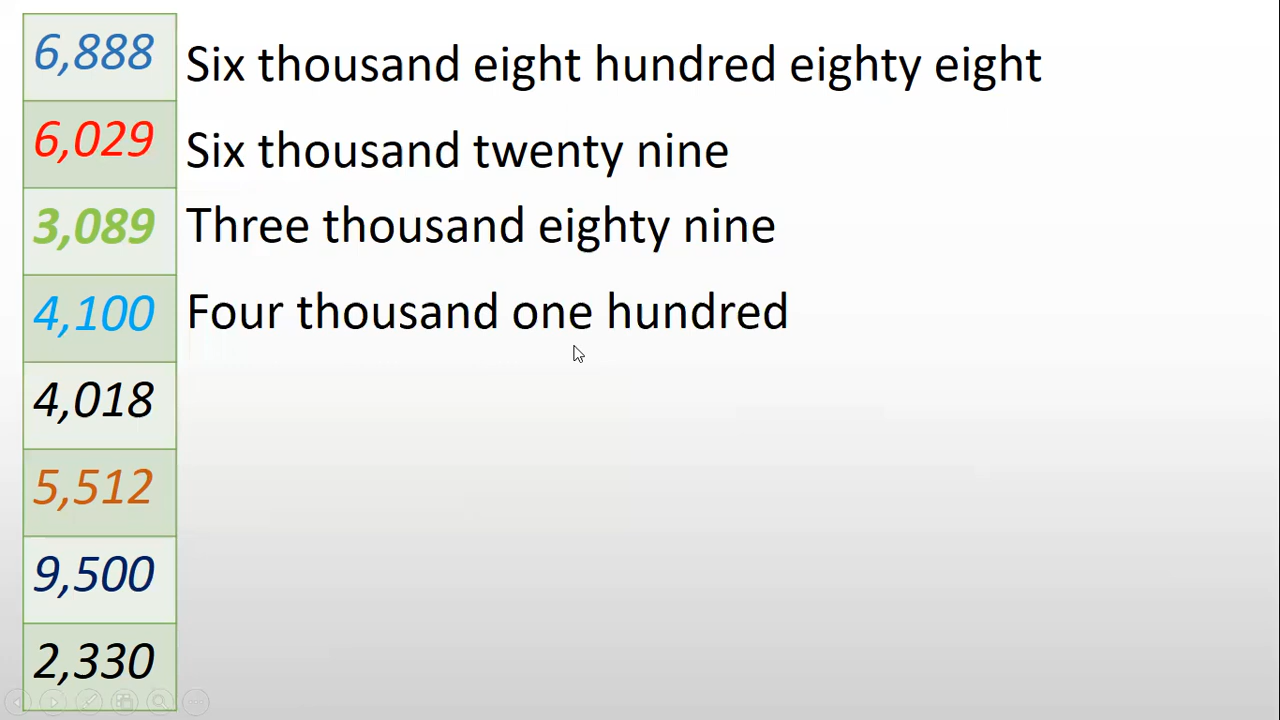 6,888 Six thousand eight hundred eighty eight
6,029 Six thousand twenty nine
3,089 Three thousand eighty nine
4,100 Four thousand one hundred
4,018
5,512
9,500
2,330